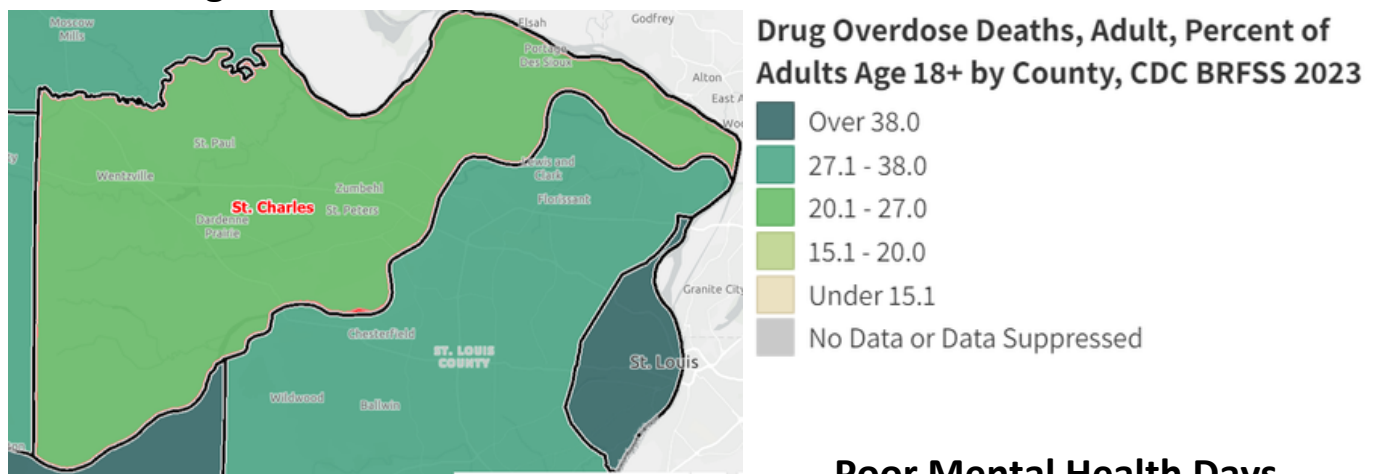 Moscow
Mills
Elsah
Godfrey
Portage
Des Sioux
Alton
East A
Woo
St. Paul
Wentzville
Lewis and
Clark
Zumbehl
Florissant
St. Charles
St. Peters
Dardenne
Prairie
Granite City
Chesterfield
ST. LOUIS
COUNTY
St. Louis
Wildwood
Ballwin
Drug Overdose Deaths, Adult, Percent of
Adults Age 18+ by County, CDC BRFSS 2023
Over 38.0
27.1 - 38.0
20.1 - 27.0
15.1 - 20.0
Under 15.1
No Data or Data Suppressed
Poor Mental Health Days